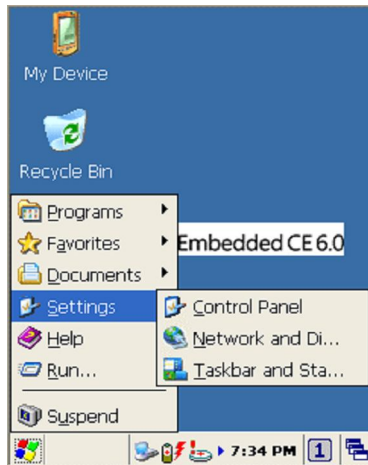 My Device
Recycle Bin
Embedded CE 6.0
Programs
Favorites
Documents
Settings
Help
Run...
Suspend
Control Panel
Network and Di...
Taskbar and Sta...
7:34 PM
1